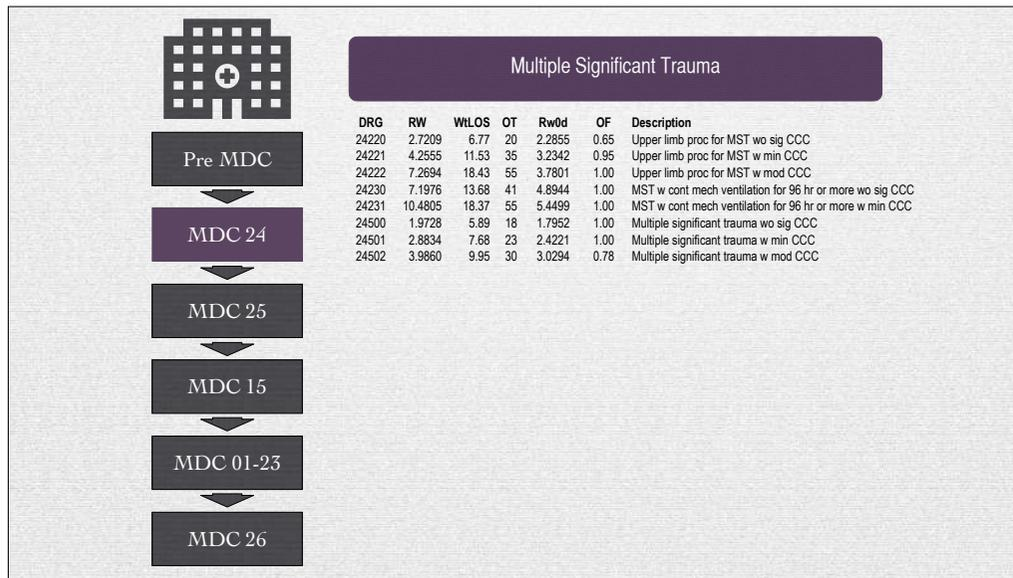 Multiple Significant Trauma
DRG RW WtLOS OT Rw0d OF Description
24220 2.7209 6.77 20 2.2855 0.65 Upper limb proc for MST wo sig CCC
24221 4.2555 11.53 35 3.2342 0.95 Upper limb proc for MST w min CCC
24222 7.2694 18.43 55 3.7801 1.00 Upper limb proc for MST w mod CCC
24230 7.1976 13.68 41 4.8944 1.00 MST w cont mech ventilation for 96 hr or more wo sig CCC
24231 10.4805 18.37 55 5.4499 1.00 MST w cont mech ventilation for 96 hr or more w min CCC
24500 1.9728 5.89 18 1.7952 1.00 Multiple significant trauma wo sig CCC
24501 2.8834 7.68 23 2.4221 1.00 Multiple significant trauma w min CCC
24502 3.9860 9.95 30 3.0294 0.78 Multiple significant trauma w mod CCC
Pre MDC
MDC 24
MDC 25
MDC 15
MDC 01-23
MDC 26